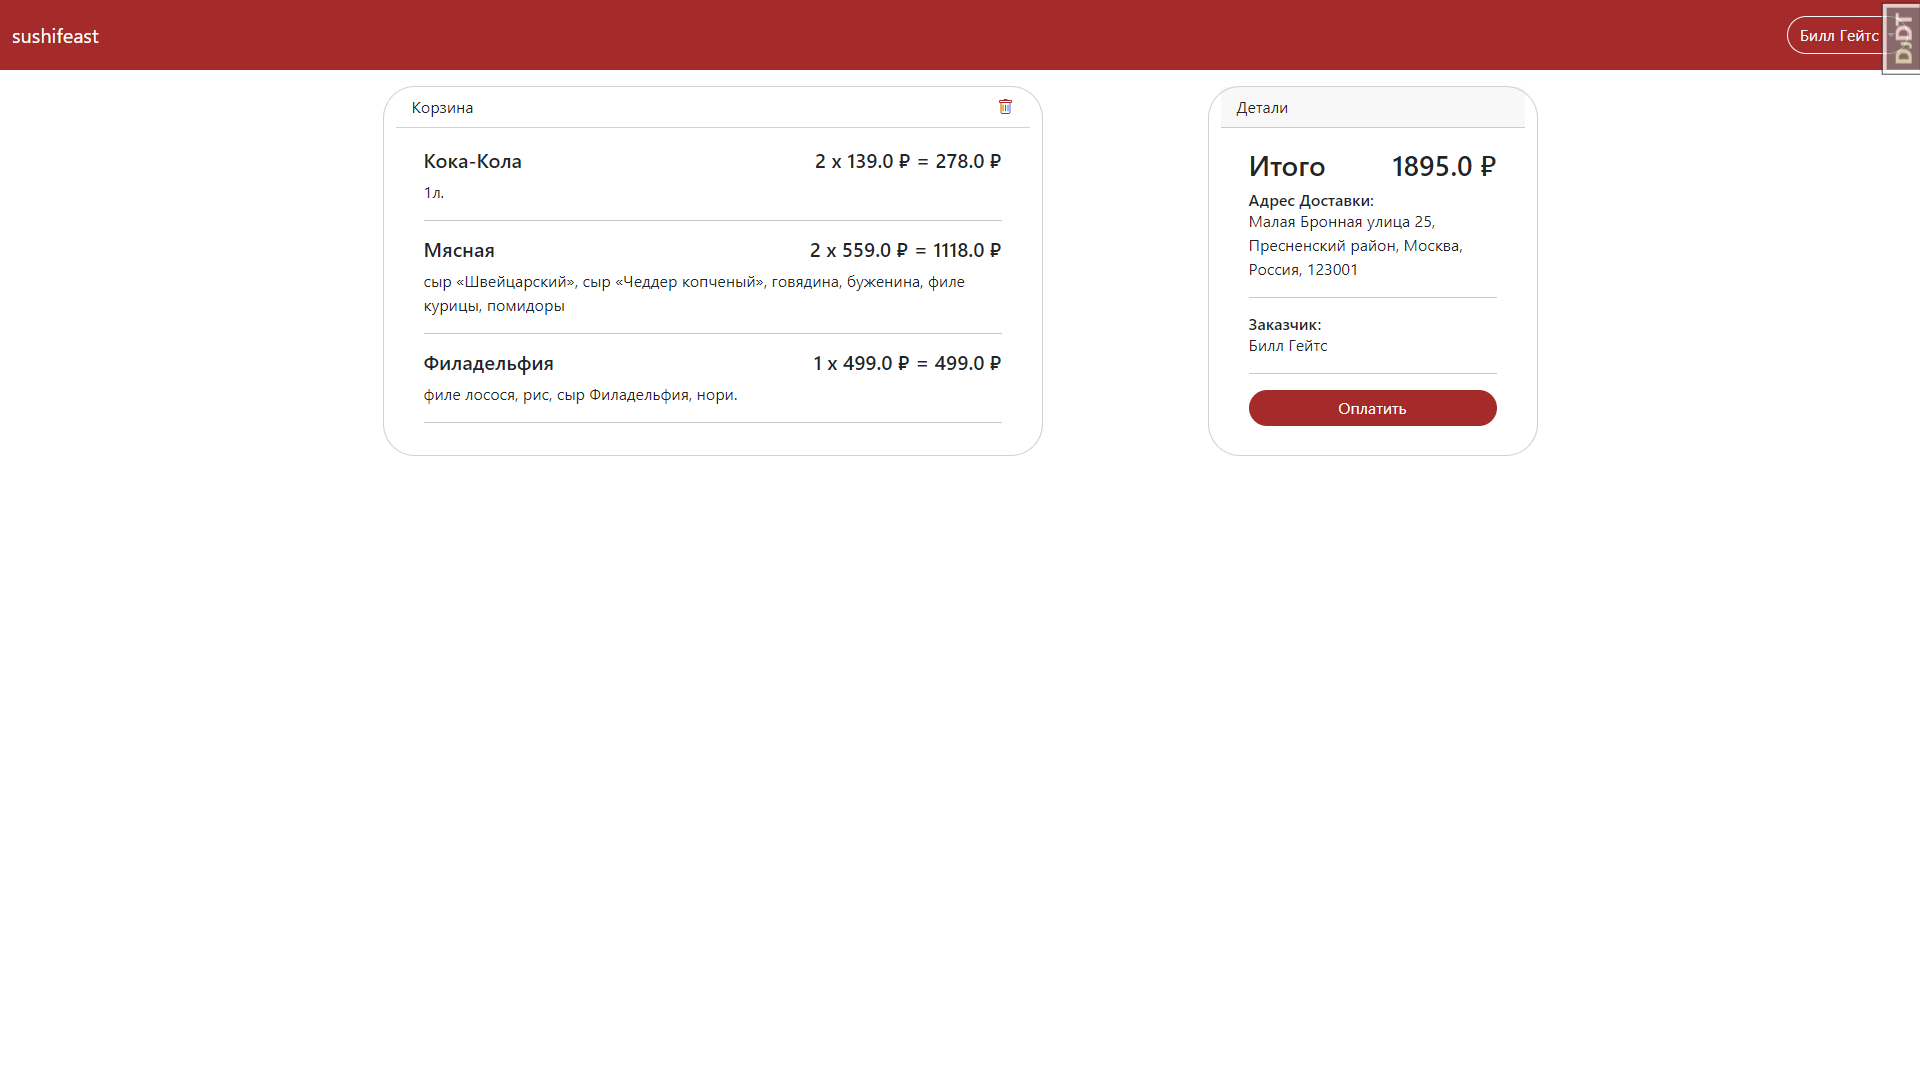 sushifeast
Билл Гейтс
DjDT
Корзина
Кока-Кола 2 x 139.0 ₽ = 278.0 ₽
1л.
Мясная 2 x 559.0 ₽ = 1118.0 ₽
сыр «Швейцарский», сыр «Чеддер копченый», говядина, буженина, филе
курицы, помидоры
Филадельфия 1 x 499.0 ₽ = 499.0 ₽
филе лосося, рис, сыр Филадельфия, нори.
Детали
Итого 1895.0 ₽
Адрес Доставки:
Малая Бронная улица 25,
Пресненский район, Москва,
Россия, 123001
Заказчик:
Билл Гейтс
Оплатить